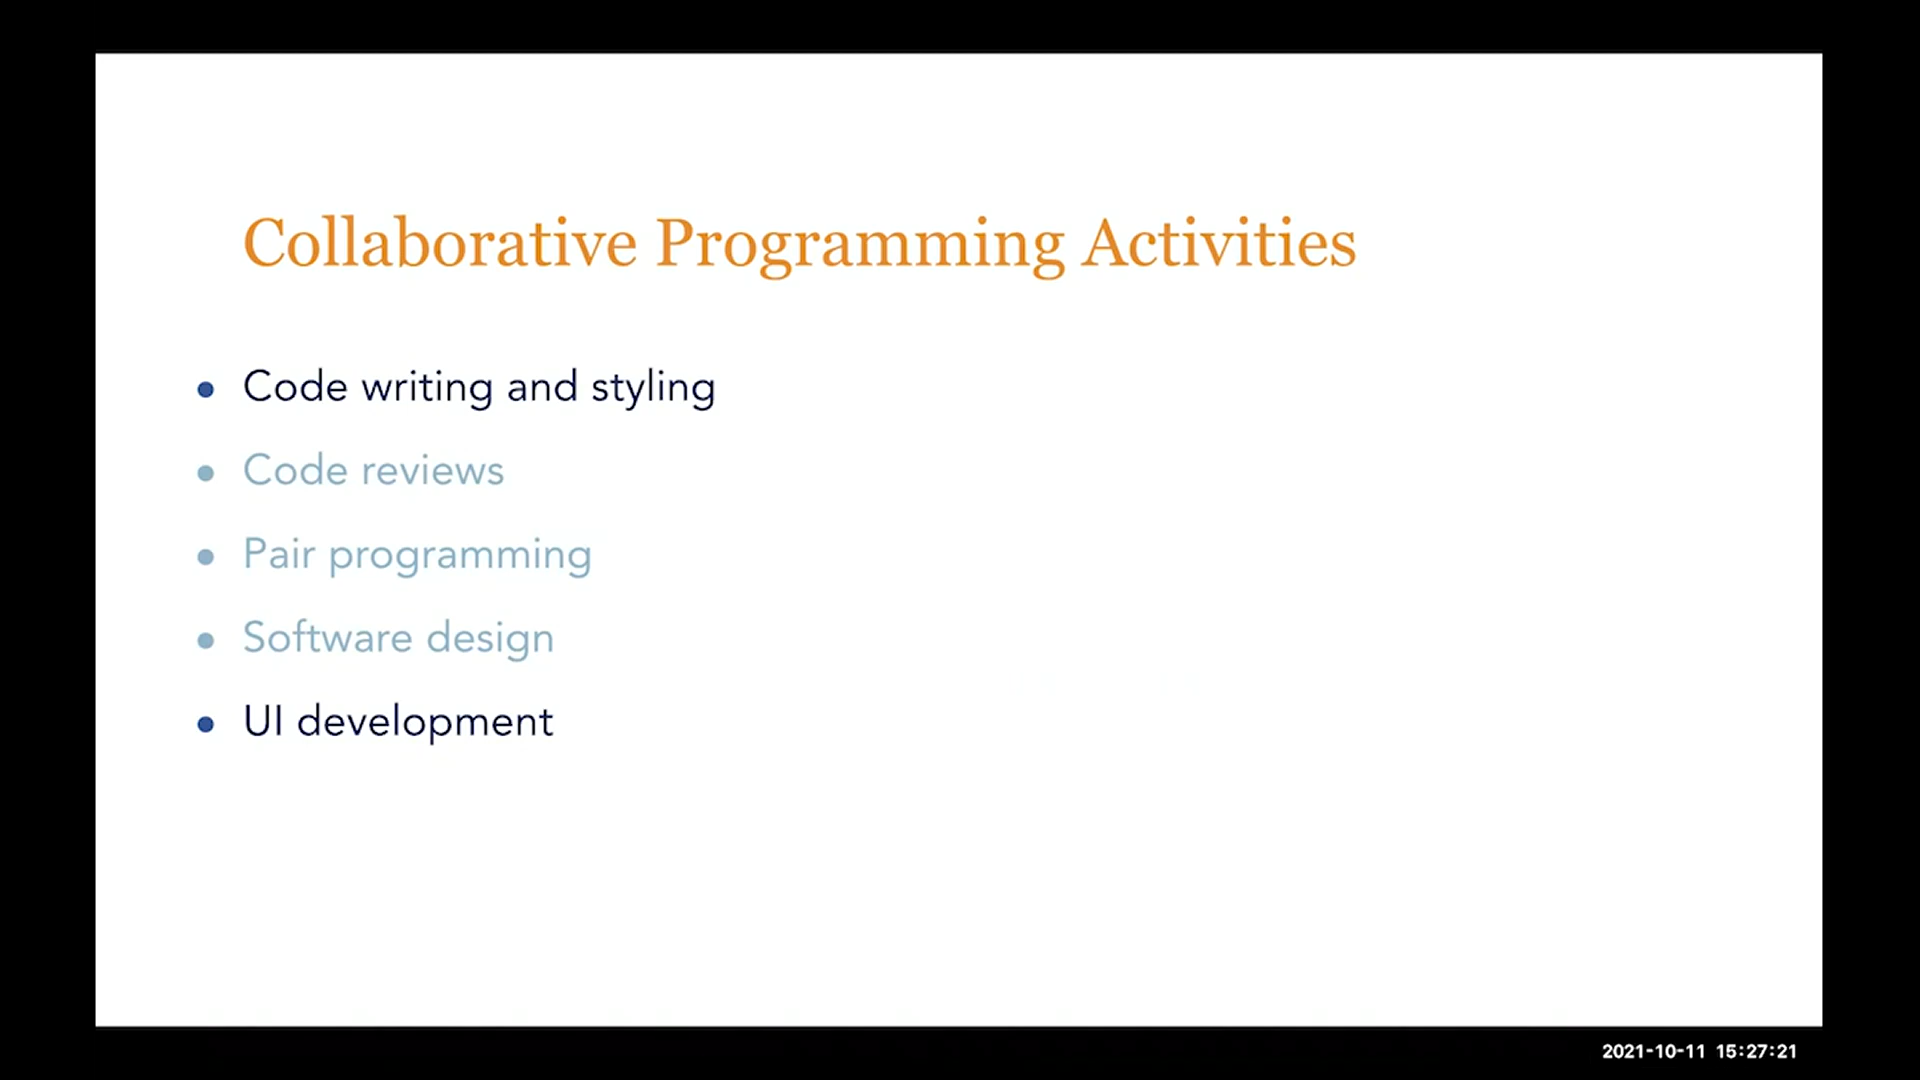 Collaborative Programming Activities
• Code writing and styling
• Code reviews
• Pair programming
• Software design
• UI development
2021-10-11 15:27:21